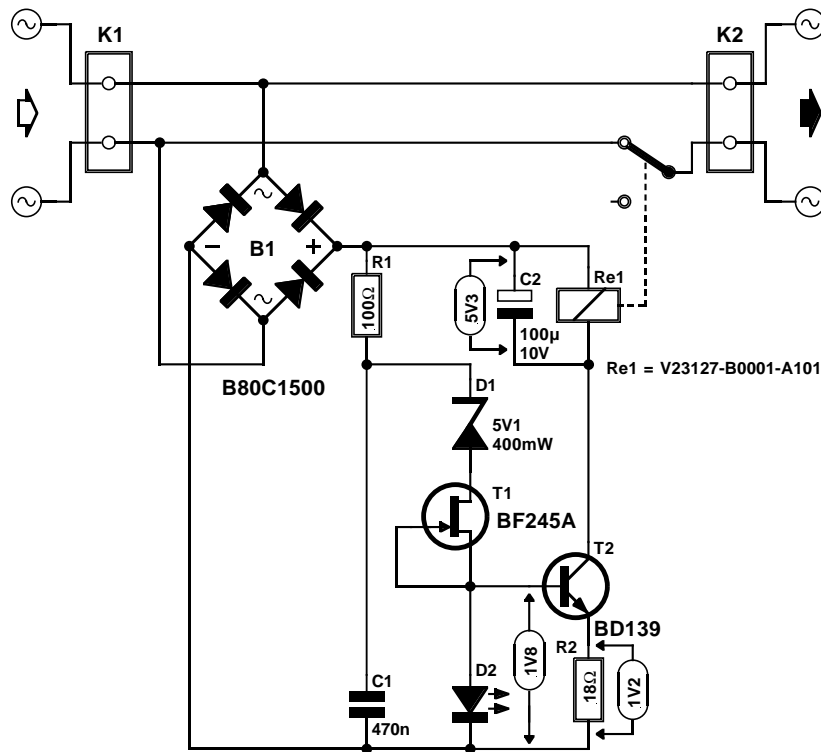 K1
K2
B1
−
+
R1
100Ω
5V3
C2
100µ
10V
Re1
Re1 = V23127-B0001-A101
B80C1500
D1
5V1
400mW
T1
BF245A
T2
BD139
1V8
R2
18Ω
1V2
C1
470n
D2